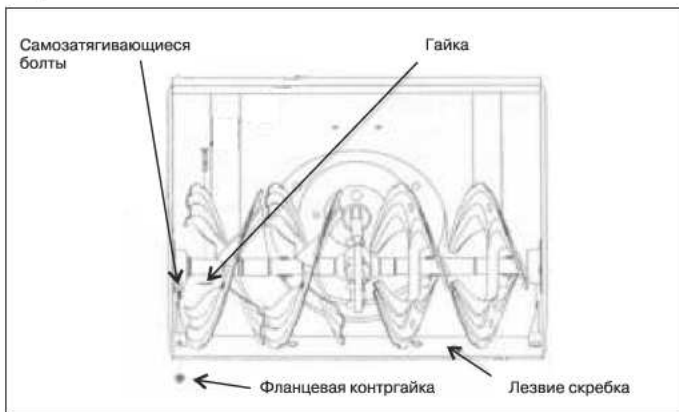 Самозатягивающиеся
болты
Гайка
Фланцевая контргайка
Лезвие скребка